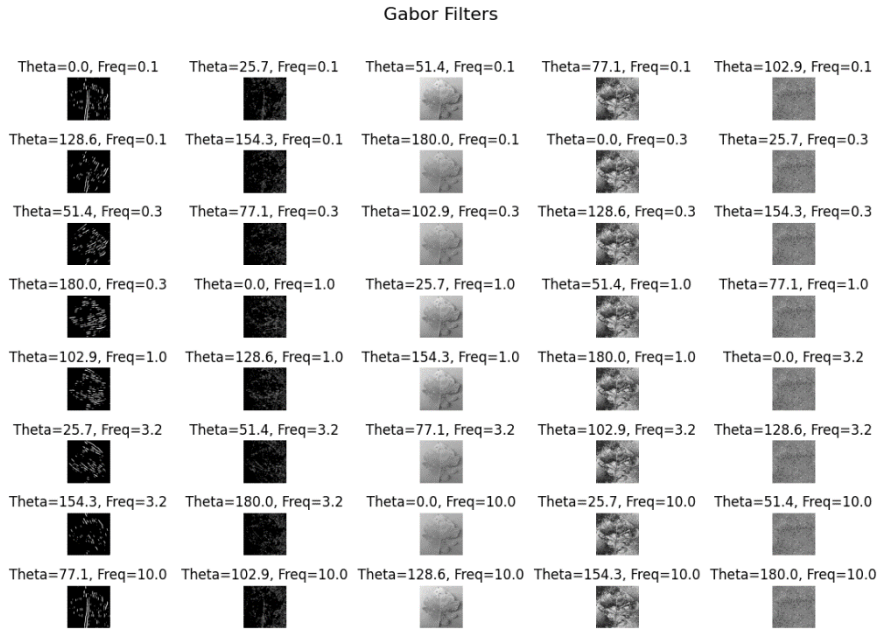 Gabor Filters
Theta=0.0, Freq=0.1 Theta=25.7, Freq=0.1 Theta=51.4, Freq=0.1 Theta=77.1, Freq=0.1 Theta=102.9, Freq=0.1
Theta=128.6, Freq=0.1 Theta=154.3, Freq=0.1 Theta=180.0, Freq=0.1 Theta=0.0, Freq=0.3 Theta=25.7, Freq=0.3
Theta=51.4, Freq=0.3 Theta=77.1, Freq=0.3 Theta=102.9, Freq=0.3 Theta=128.6, Freq=0.3 Theta=154.3, Freq=0.3
Theta=180.0, Freq=0.3 Theta=0.0, Freq=1.0 Theta=25.7, Freq=1.0 Theta=51.4, Freq=1.0 Theta=77.1, Freq=1.0
Theta=102.9, Freq=1.0 Theta=128.6, Freq=1.0 Theta=154.3, Freq=1.0 Theta=180.0, Freq=1.0 Theta=0.0, Freq=3.2
Theta=25.7, Freq=3.2 Theta=51.4, Freq=3.2 Theta=77.1, Freq=3.2 Theta=102.9, Freq=3.2 Theta=128.6, Freq=3.2
Theta=154.3, Freq=3.2 Theta=180.0, Freq=3.2 Theta=0.0, Freq=10.0 Theta=25.7, Freq=10.0 Theta=51.4, Freq=10.0
Theta=77.1, Freq=10.0 Theta=102.9, Freq=10.0 Theta=128.6, Freq=10.0 Theta=154.3, Freq=10.0 Theta=180.0, Freq=10.0